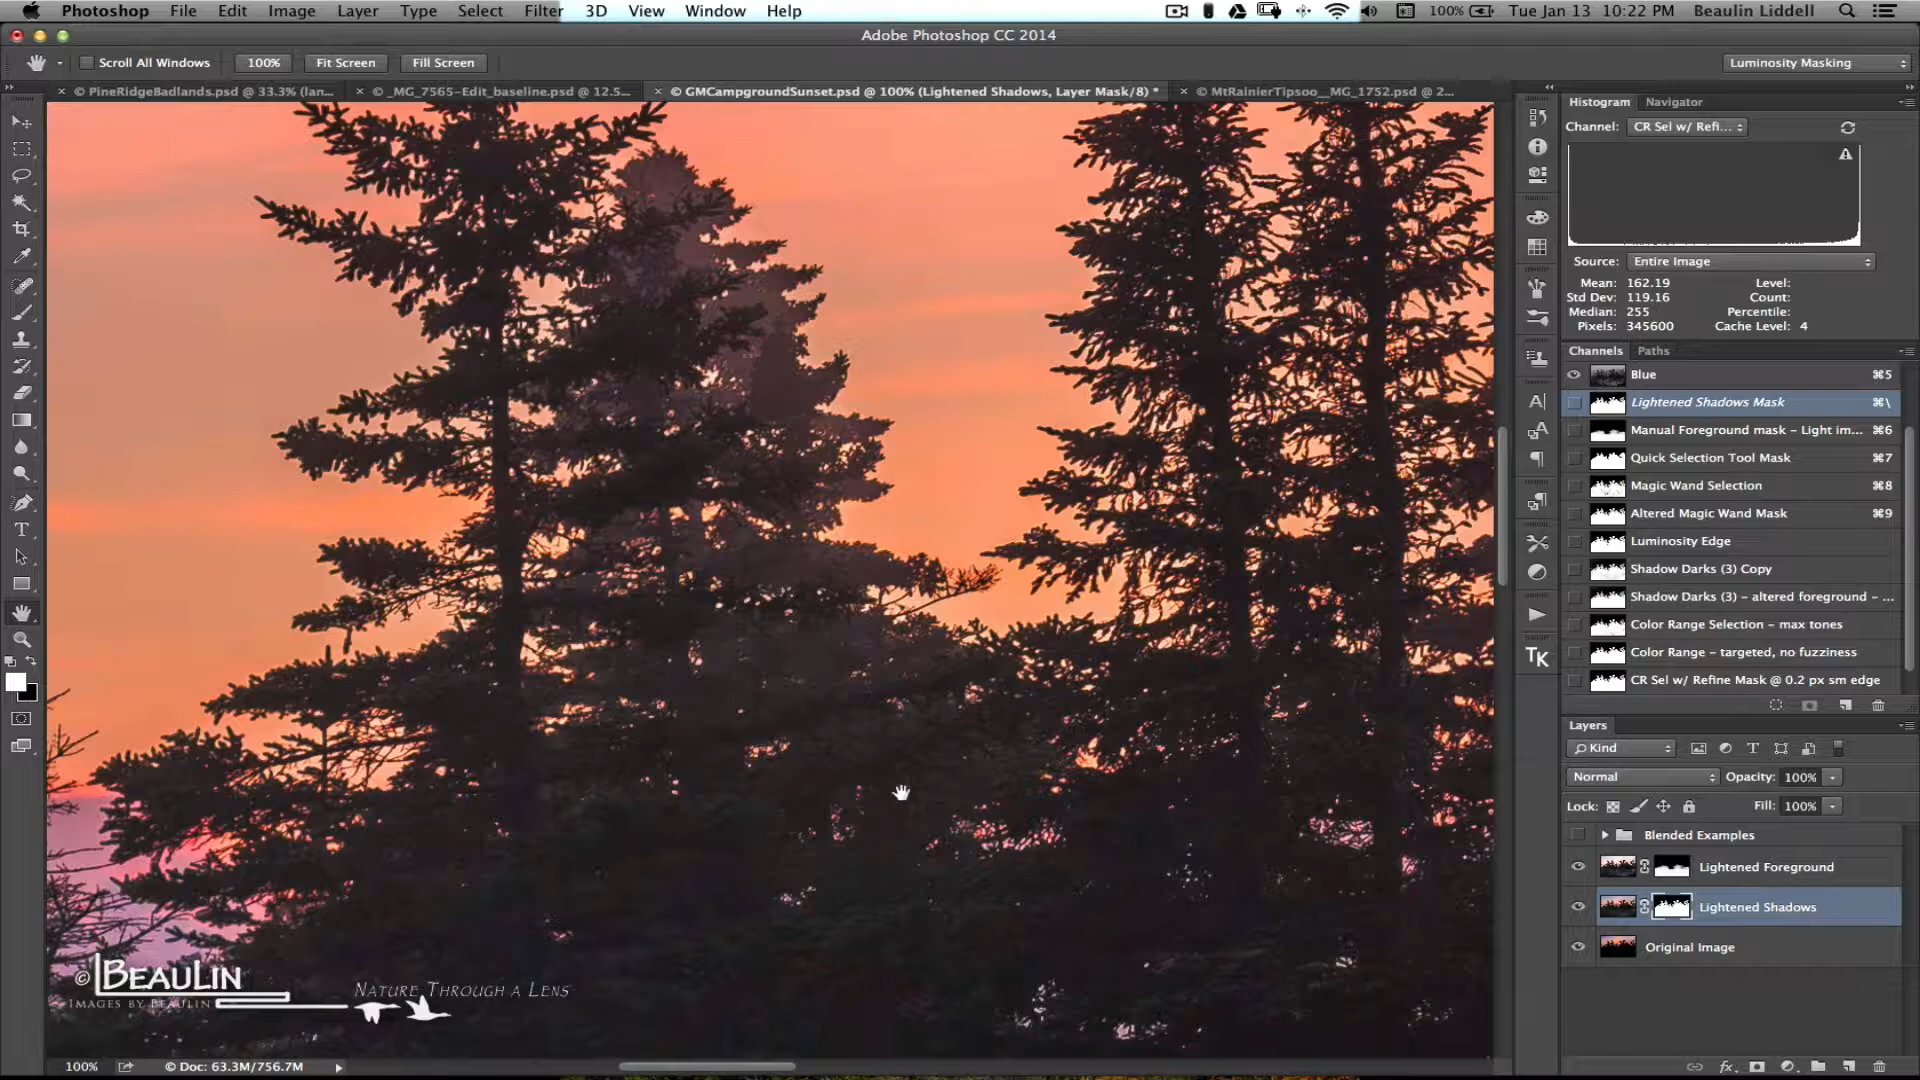 Photoshop File Edit Image Layer Type Select Filter 3D View Window Help 100% Tue Jan 13 10:22 PM Beaulin Liddell
Adobe Photoshop CC 2014
Scroll All Windows 100% Fit Screen Fill Screen Luminosity Masking
© PineRidgeBadlands.psd @ 33.3% (lan... © _MG_7565-Edit_baseline.psd @ 12.5... © GMCampgroundSunset.psd @ 100% (Lightened Shadows, Layer Mask/8) * © MtRainierTipsoo__MG_1752.psd @ 2...
Histogram Navigator
Channel: CR Sel w/ Refi...
Source: Entire Image
Mean: 162.19 Level:
Std Dev: 119.16 Count:
Median: 255 Percentile:
Pixels: 345600 Cache Level: 4
Channels Paths
Blue ⌘5
Lightened Shadows Mask ⌘\
Manual Foreground mask - Light im... ⌘6
Quick Selection Tool Mask ⌘7
Magic Wand Selection ⌘8
Altered Magic Wand Mask ⌘9
Luminosity Edge
Shadow Darks (3) Copy
Shadow Darks (3) - altered foreground - ...
Color Range Selection - max tones
Color Range - targeted, no fuzziness
CR Sel w/ Refine Mask @ 0.2 px sm edge
TK
Layers
Kind
Normal Opacity: 100%
Lock: Fill: 100%
Blended Examples
Lightened Foreground
Lightened Shadows
Original Image
© BEAULIN
IMAGES BY BEAULIN
NATURE THROUGH A LENS
100% © Doc: 63.3M/756.7M